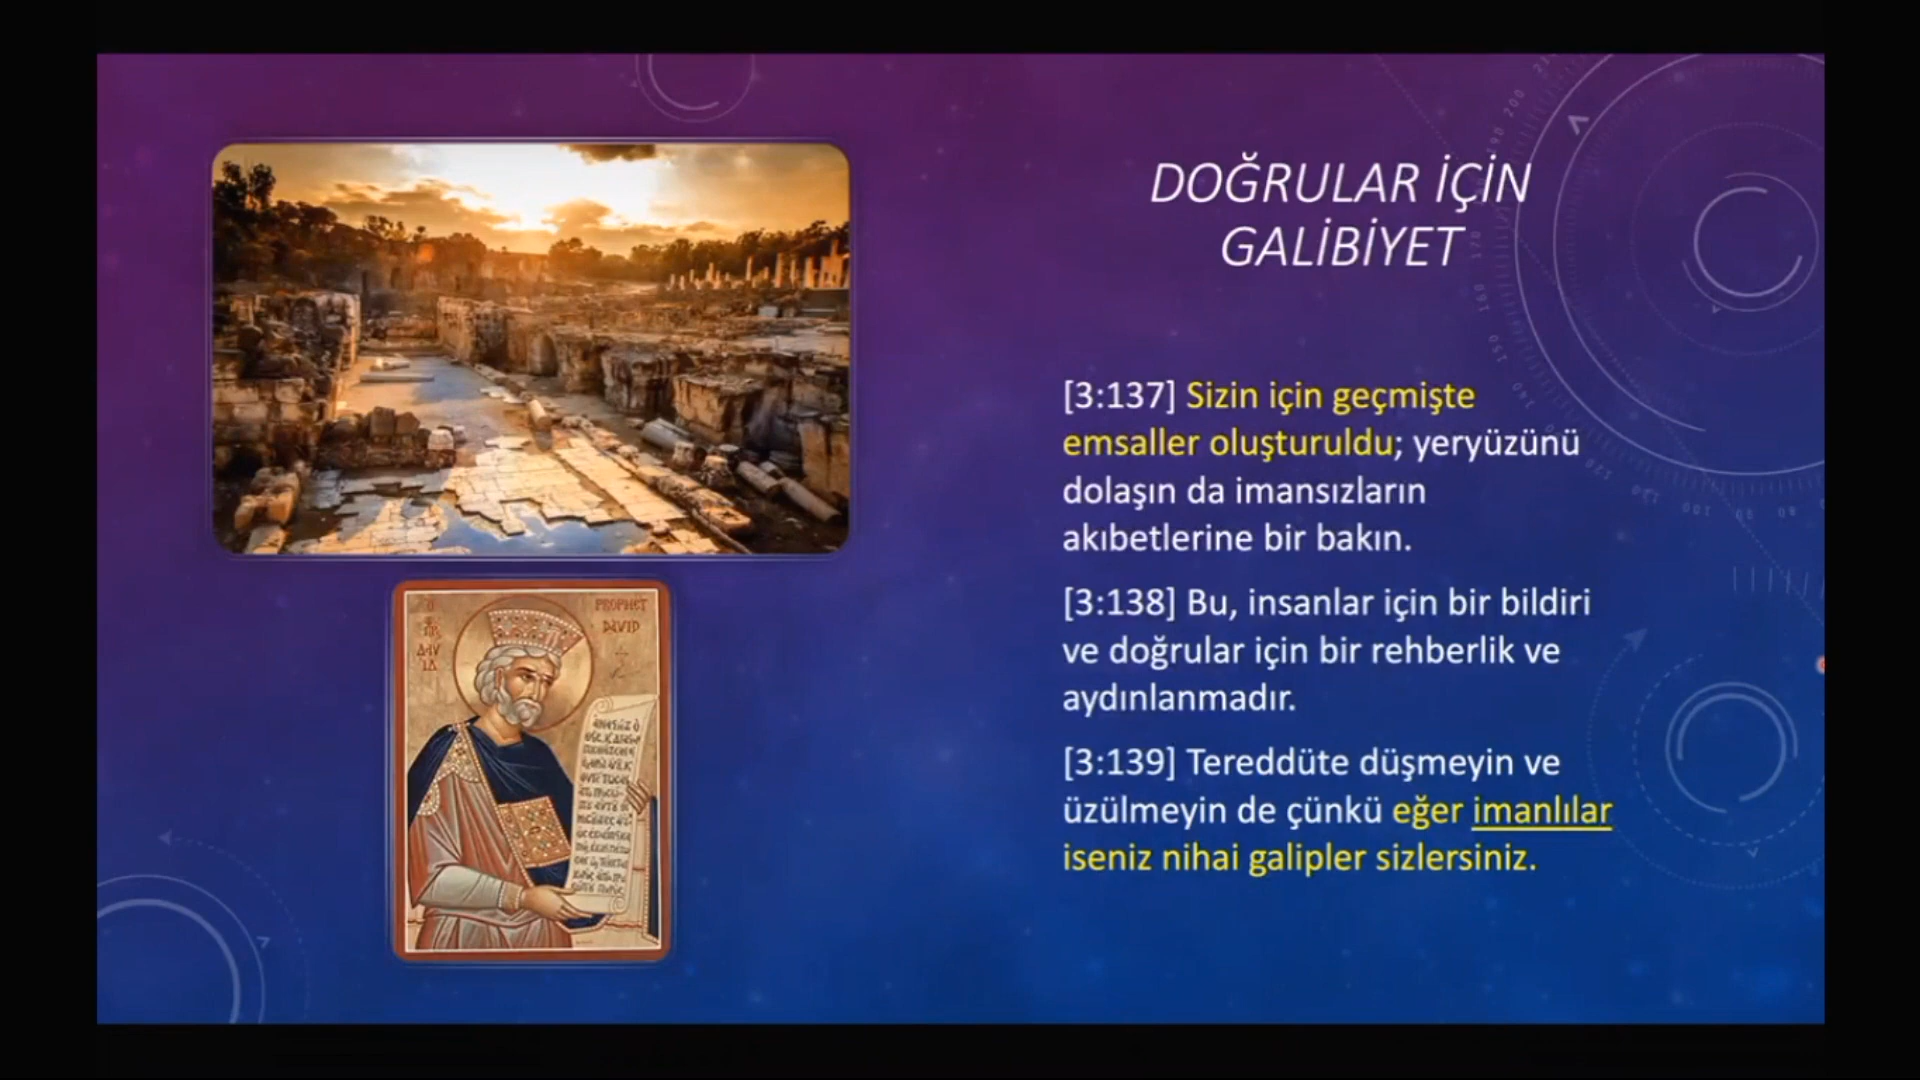 DOĞRULAR İÇİN
GALİBİYET
[3:137] Sizin için geçmişte
emsaller oluşturuldu; yeryüzünü
dolaşın da imansızların
akıbetlerine bir bakın.
[3:138] Bu, insanlar için bir bildiri
ve doğrular için bir rehberlik ve
aydınlanmadır.
[3:139] Tereddüte düşmeyin ve
üzülmeyin de çünkü eğer imanlılar
iseniz nihai galipler sizlersiniz.
PROPHET
DAVID